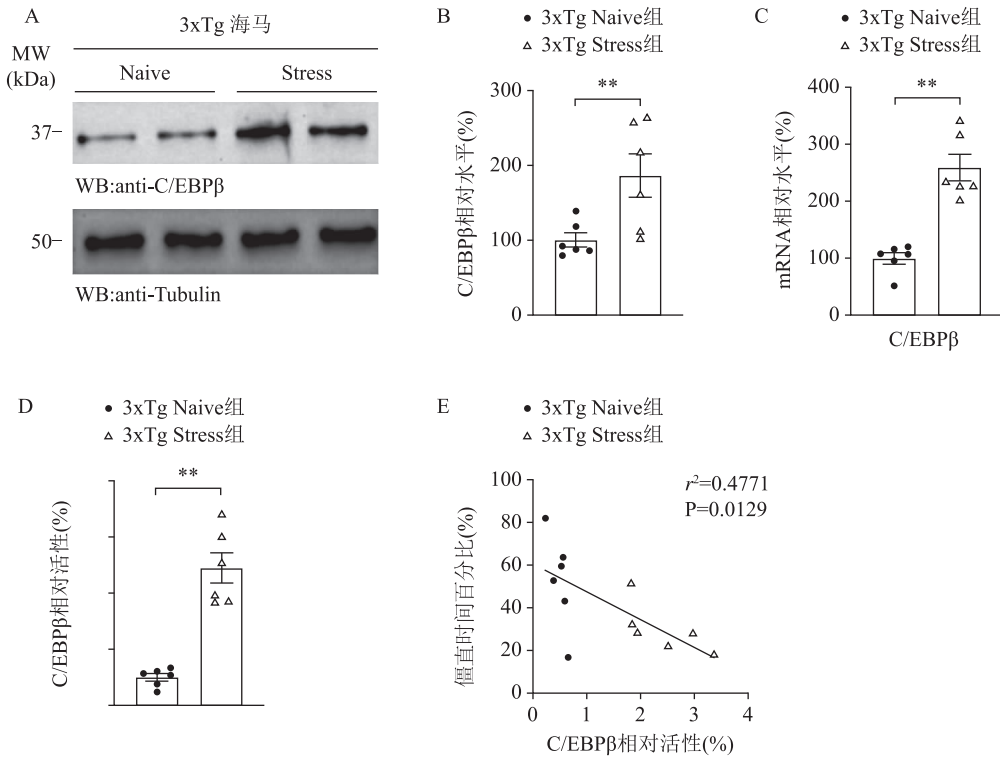 A
3xTg 海马
MW
(kDa)
Naive
Stress
37
WB:anti-C/EBPβ
50
WB:anti-Tubulin
B
3xTg Naive组
3xTg Stress组
C/EBPβ相对水平(%)
300
200
100
0
**
C
3xTg Naive组
3xTg Stress组
mRNA相对水平(%)
400
300
200
100
0
**
C/EBPβ
D
3xTg Naive组
3xTg Stress组
C/EBPβ相对活性(%)
**
E
3xTg Naive组
3xTg Stress组
僵直时间百分比(%)
100
80
60
40
20
0
r²=0.4771
P=0.0129
0 1 2 3 4
C/EBPβ相对活性(%)